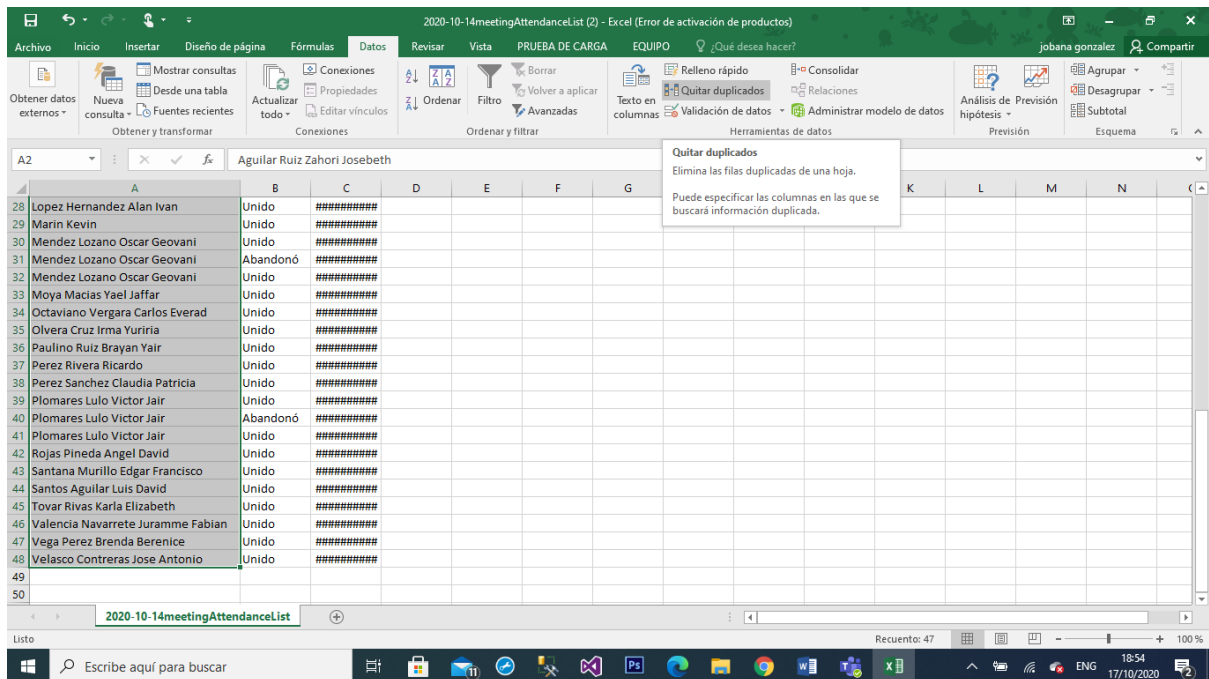 2020-10-14meetingAttendanceList (2) - Excel (Error de activación de productos)
Archivo Inicio Insertar Diseño de página Fórmulas Datos Revisar Vista PRUEBA DE CARGA EQUIPO ¿Qué desea hacer? jobana gonzalez Compartir
Obtener datos externos
Nueva consulta
Mostrar consultas
Desde una tabla
Fuentes recientes
Obtener y transformar
Actualizar todo
Conexiones
Propiedades
Editar vínculos
Conexiones
Ordenar
Filtro
Borrar
Volver a aplicar
Avanzadas
Ordenar y filtrar
Texto en columnas
Relleno rápido
Quitar duplicados
Validación de datos
Consolidar
Relaciones
Administrar modelo de datos
Herramientas de datos
Análisis de hipótesis
Previsión
Previsión
Agrupar
Desagrupar
Subtotal
Esquema
A2 fx Aguilar Ruiz Zahori Josebeth
Quitar duplicados
Elimina las filas duplicadas de una hoja.
Puede especificar las columnas en las que se
buscará información duplicada.
A B C D E F G K L M N
28 Lopez Hernandez Alan Ivan Unido ##########
29 Marin Kevin Unido ##########
30 Mendez Lozano Oscar Geovani Unido ##########
31 Mendez Lozano Oscar Geovani Abandonó ##########
32 Mendez Lozano Oscar Geovani Unido ##########
33 Moya Macias Yael Jaffar Unido ##########
34 Octaviano Vergara Carlos Everad Unido ##########
35 Olvera Cruz Irma Yuriria Unido ##########
36 Paulino Ruiz Brayan Yair Unido ##########
37 Perez Rivera Ricardo Unido ##########
38 Perez Sanchez Claudia Patricia Unido ##########
39 Plomares Lulo Victor Jair Unido ##########
40 Plomares Lulo Victor Jair Abandonó ##########
41 Plomares Lulo Victor Jair Unido ##########
42 Rojas Pineda Angel David Unido ##########
43 Santana Murillo Edgar Francisco Unido ##########
44 Santos Aguilar Luis David Unido ##########
45 Tovar Rivas Karla Elizabeth Unido ##########
46 Valencia Navarrete Juramme Fabian Unido ##########
47 Vega Perez Brenda Berenice Unido ##########
48 Velasco Contreras Jose Antonio Unido ##########
49
50
2020-10-14meetingAttendanceList
Listo Recuento: 47 100 %
Escribe aquí para buscar 11 Ps ENG 18:54
17/10/2020 2